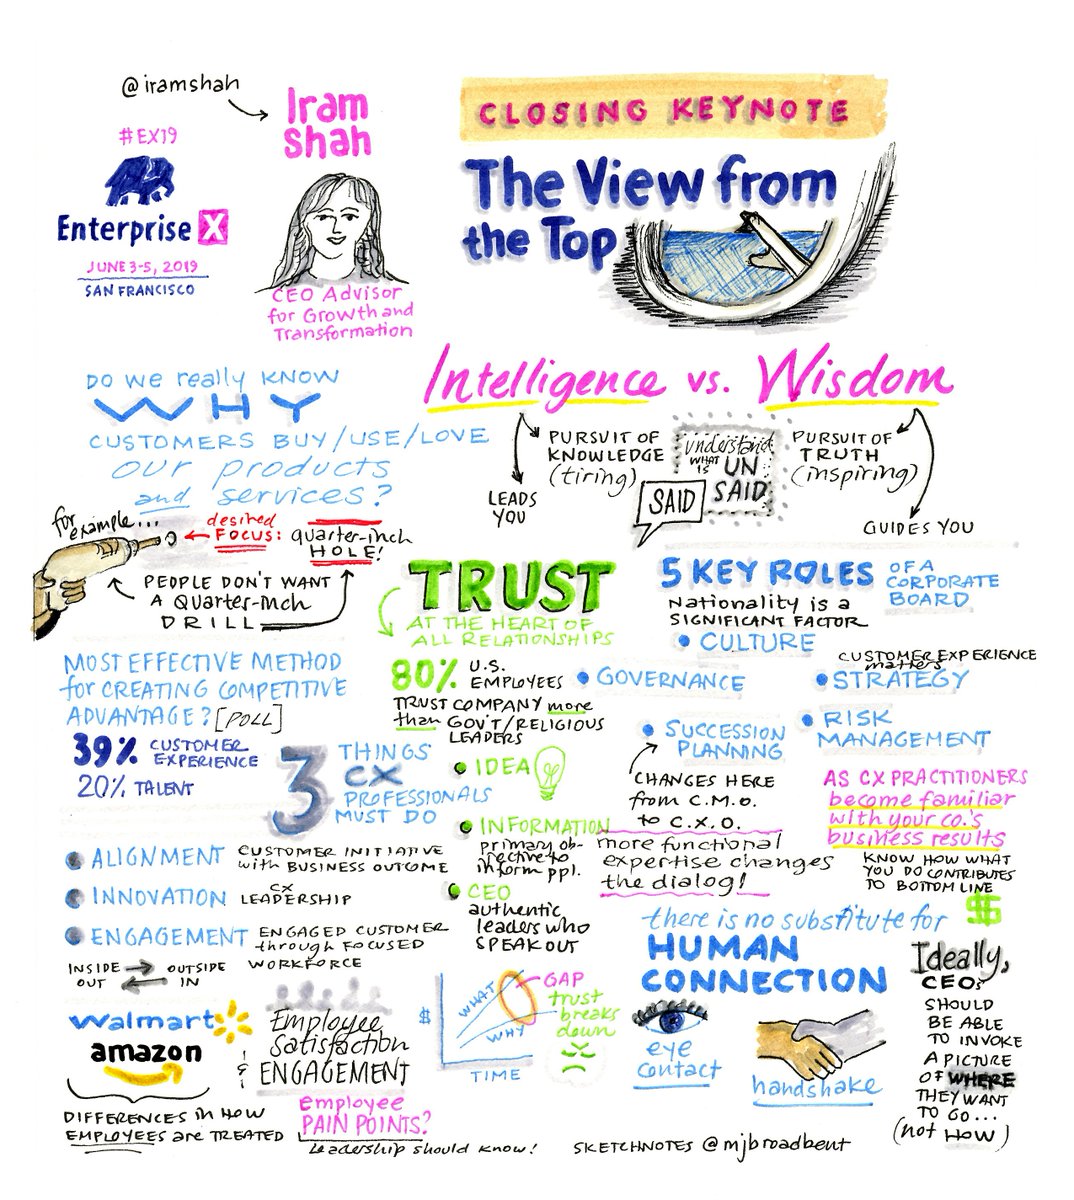 @iramshah
Iram
Shah
#EX19
Enterprise X
JUNE 3-5, 2019
SAN FRANCISCO
CEO Advisor
for Growth and
Transformation
CLOSING KEYNOTE
The View from
the Top
DO WE really KNOW
WHY
CUSTOMERS BUY/USE/LOVE
our products
and services?
for
example...
desired
FOCUS:
quarter-inch
HOLE!
PEOPLE DON'T WANT
A QUARTER-INCH
DRILL
Intelligence vs. Wisdom
PURSUIT OF
KNOWLEDGE
(tiring)
LEADS
YOU
understand
WHAT
IS
UN
SAID
SAID
PURSUIT OF
TRUTH
(inspiring)
GUIDES YOU
MOST EFFECTIVE METHOD
for CREATING COMPETITIVE
ADVANTAGE? [POLL]
39% CUSTOMER
EXPERIENCE
20% TALENT
TRUST
AT THE HEART OF
ALL RELATIONSHIPS
80% U.S.
EMPLOYEES
TRUST COMPANY more
than GOV'T/RELIGIOUS
LEADERS
• IDEA
• INFORMATION
primary ob-
jective to
inform ppl.
• CEO
authentic
leaders who
SPEAK OUT
5 KEY ROLES OF A
CORPORATE
BOARD
Nationality is a
SIGNIFICANT FACTOR
• CULTURE
• GOVERNANCE
CUSTOMER EXPERIENCE
matters
• STRATEGY
• SUCCESSION
PLANNING
• RISK
MANAGEMENT
CHANGES HERE
from C.M.O.
to C.X.O.
more functional
expertise changes
the dialog!
AS CX PRACTITIONERS
become familiar
with your co.'s
business results
KNOW HOW WHAT
YOU DO CONTRIBUTES
TO BOTTOM LINE
$
3 THINGS
CX
PROFESSIONALS
MUST DO
• ALIGNMENT CUSTOMER INITIATIVE
with BUSINESS OUTCOME
• INNOVATION CX
LEADERSHIP
• ENGAGEMENT ENGAGED CUSTOMER
through FOCUSED
WORKFORCE
INSIDE → OUTSIDE
OUT ← IN
Walmart
amazon
&
DIFFERENCES in HOW
EMPLOYEES are TREATED
Employee
Satisfaction
ENGAGEMENT
employee
PAIN POINTS?
Leadership should know!
$
WHAT
WHY
TIME
GAP
trust
breaks
down
there is no substitute for
HUMAN
CONNECTION
eye
contact
handshake
Ideally,
CEOs
SHOULD
BE ABLE
TO INVOKE
A PICTURE
OF WHERE
THEY WANT
TO GO...
(not HOW)
SKETCHNOTES @mjbroadbent